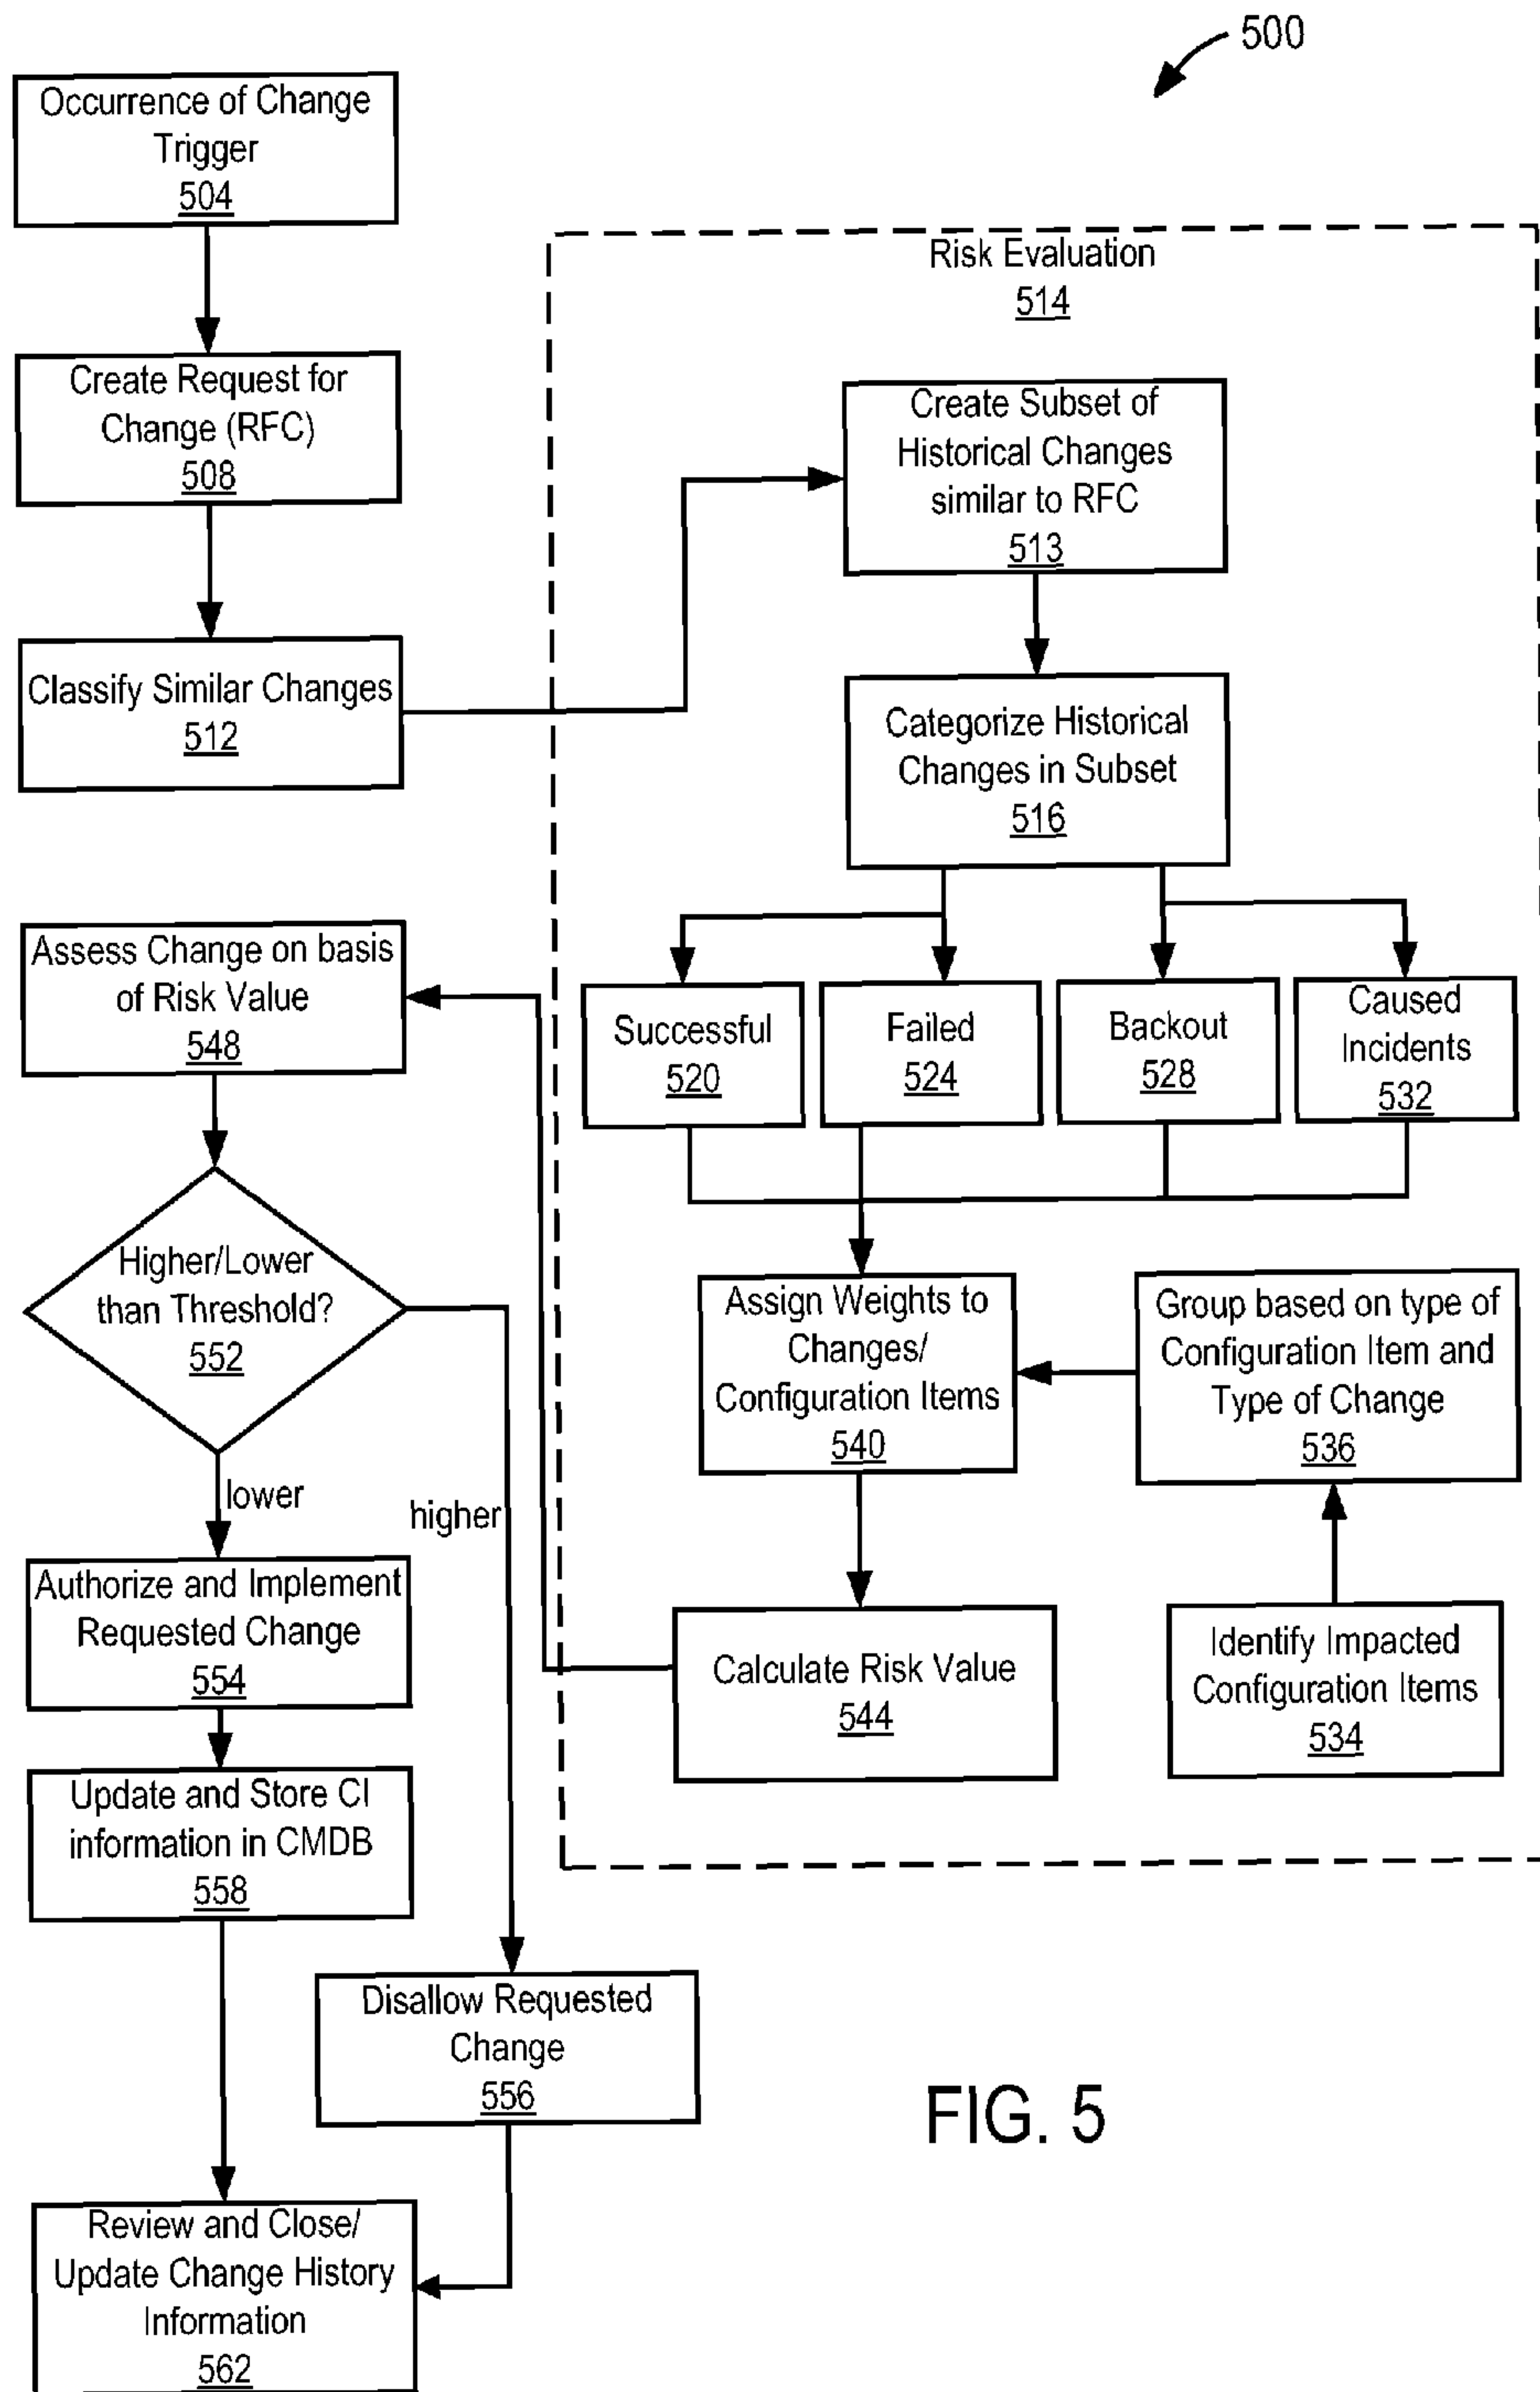 500
Occurrence of Change
Trigger
504
Create Request for
Change (RFC)
508
Classify Similar Changes
512
Risk Evaluation
514
Create Subset of
Historical Changes
similar to RFC
513
Categorize Historical
Changes in Subset
516
Successful
520
Failed
524
Backout
528
Caused
Incidents
532
Assign Weights to
Changes/
Configuration Items
540
Group based on type of
Configuration Item and
Type of Change
536
Identify Impacted
Configuration Items
534
Calculate Risk Value
544
Assess Change on basis
of Risk Value
548
Higher/Lower
than Threshold?
552
lower
higher
Authorize and Implement
Requested Change
554
Update and Store CI
information in CMDB
558
Disallow Requested
Change
556
Review and Close/
Update Change History
Information
562
FIG. 5